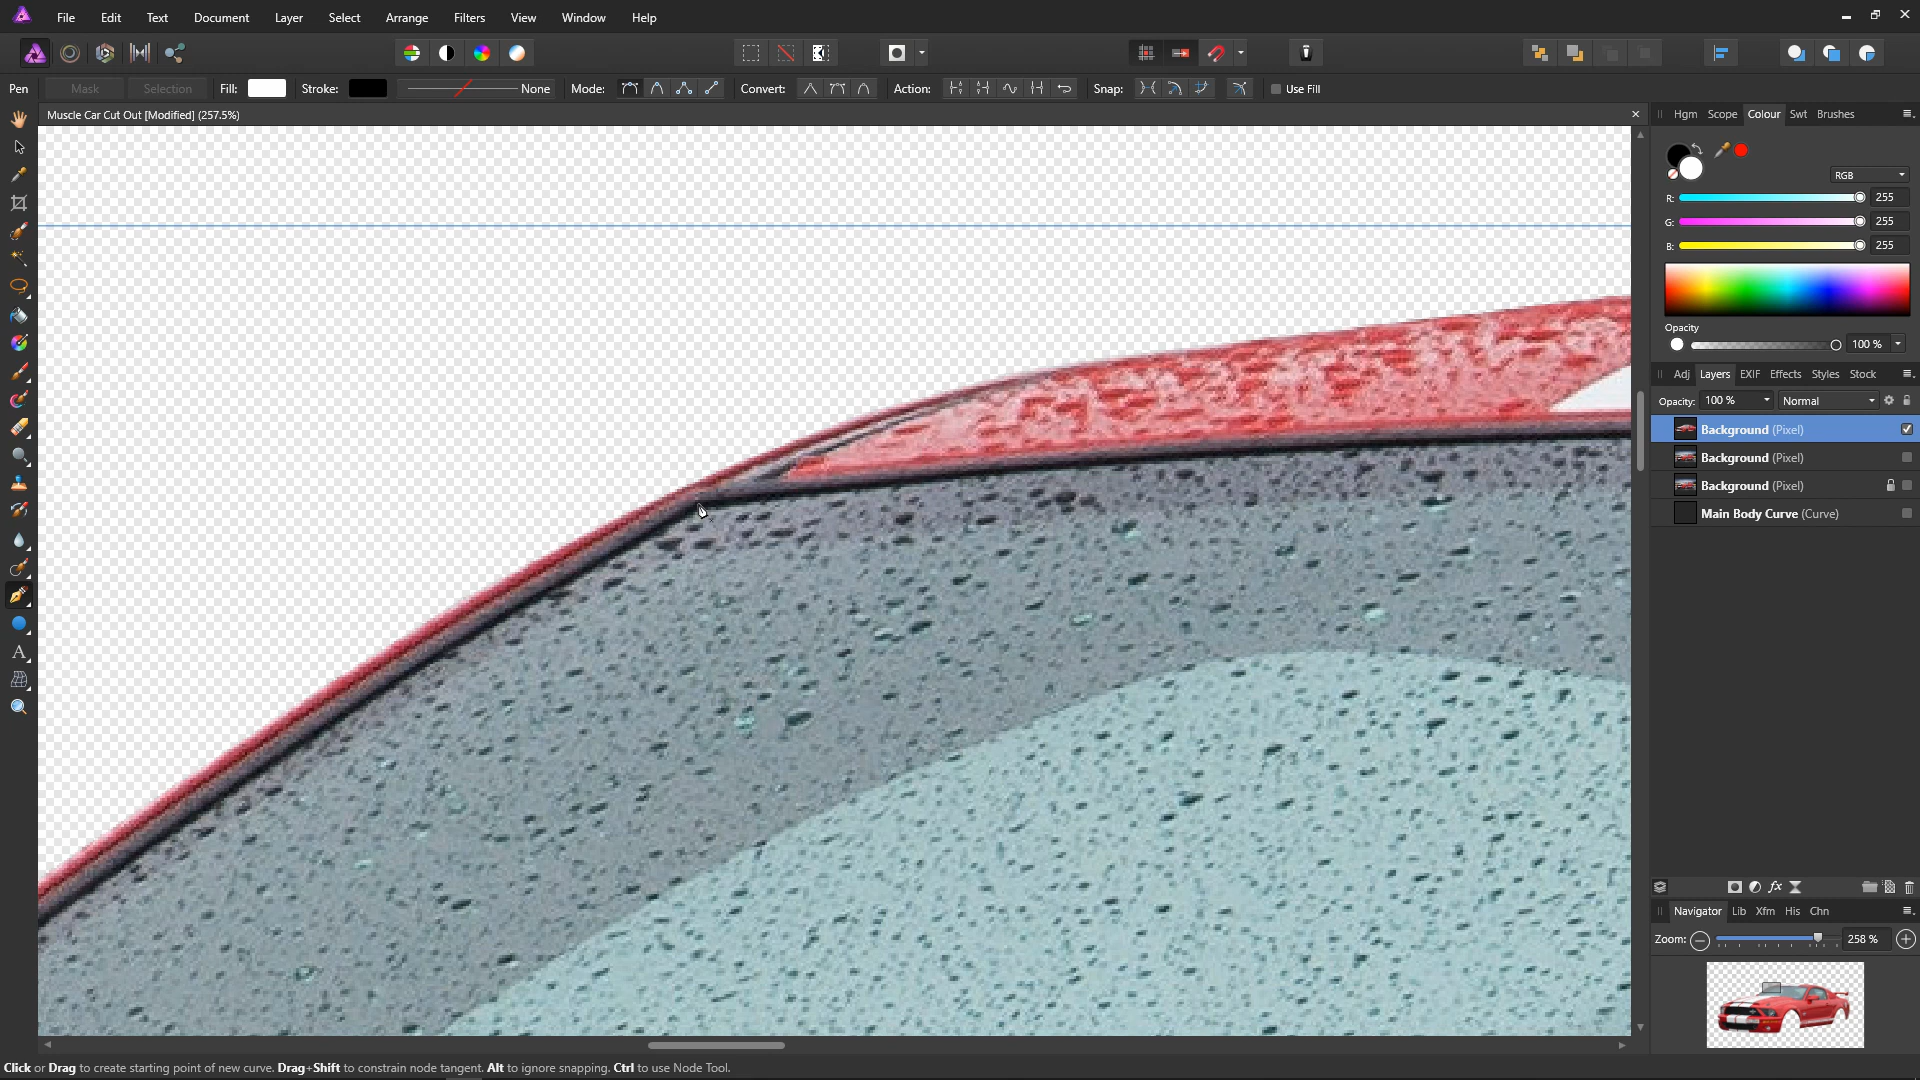 File Edit Text Document Layer Select Arrange Filters View Window Help
Pen Mask Selection Fill: Stroke: None Mode: Convert: Action: Snap: Use Fill
Muscle Car Cut Out [Modified] (257.5%)
Hgm Scope Colour Swt Brushes
RGB
R: 255
G: 255
B: 255
Opacity
100 %
Adj Layers EXIF Effects Styles Stock
Opacity: 100 % Normal
Background (Pixel)
Background (Pixel)
Background (Pixel)
Main Body Curve (Curve)
Navigator Lib Xfm His Chn
Zoom: 258 %
Click or Drag to create starting point of new curve. Drag+Shift to constrain node tangent. Alt to ignore snapping. Ctrl to use Node Tool.